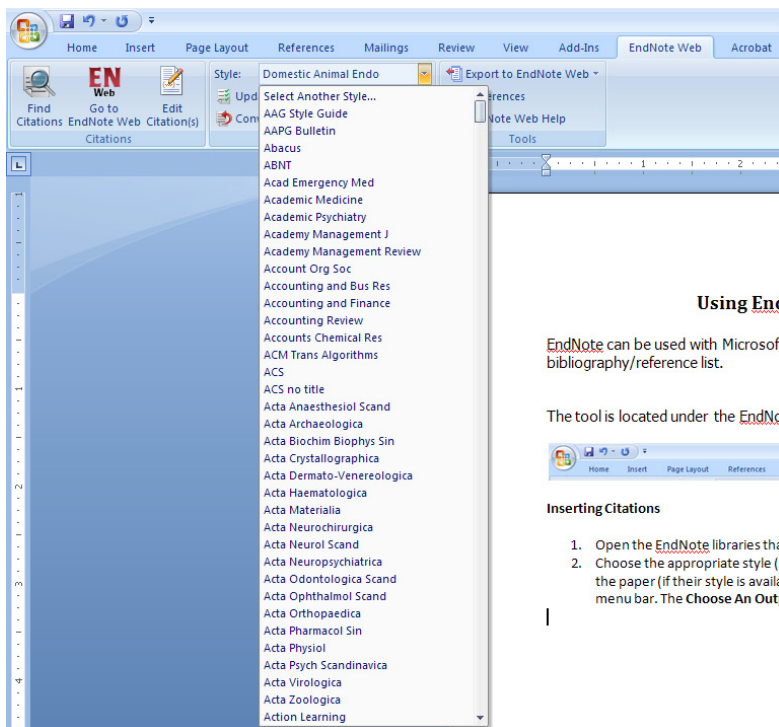 Home Insert Page Layout References Mailings Review View Add-Ins EndNote Web Acrobat
Find Citations
EN Web
Go to EndNote Web
Edit Citation(s)
Citations
Style: Domestic Animal Endo
Export to EndNote Web
Note Web Help
Tools
Select Another Style...
AAG Style Guide
AAPG Bulletin
Abacus
ABNT
Acad Emergency Med
Academic Medicine
Academic Psychiatry
Academy Management J
Academy Management Review
Account Org Soc
Accounting and Bus Res
Accounting and Finance
Accounting Review
Accounts Chemical Res
ACM Trans Algorithms
ACS
ACS no title
Acta Anaesthesiol Scand
Acta Archaeologica
Acta Biochim Biophys Sin
Acta Crystallographica
Acta Dermato-Venereologica
Acta Haematologica
Acta Materialia
Acta Neurochirurgica
Acta Neurol Scand
Acta Neuropsychiatrica
Acta Odontologica Scand
Acta Ophthalmol Scand
Acta Orthopaedica
Acta Pharmacol Sin
Acta Physiol
Acta Psych Scandinavica
Acta Virologica
Acta Zoologica
Action Learning
Using End
EndNote can be used with Microsof
bibliography/reference list.
The tool is located under the EndNo
Home Insert Page Layout References
Inserting Citations
1. Open the EndNote libraries tha
2. Choose the appropriate style (
the paper (if their style is avail
menu bar. The Choose An Out